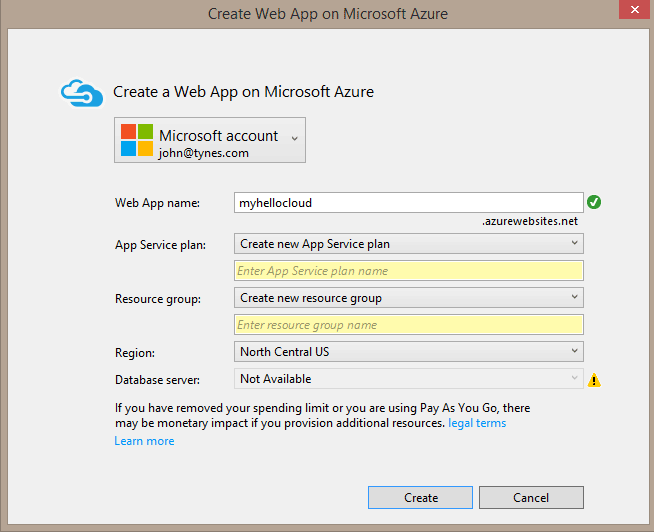 Create Web App on Microsoft Azure
Create a Web App on Microsoft Azure
Microsoft account
john@tynes.com
Web App name: myhellocloud
.azurewebsites.net
App Service plan: Create new App Service plan
Enter App Service plan name
Resource group: Create new resource group
Enter resource group name
Region: North Central US
Database server: Not Available
If you have removed your spending limit or you are using Pay As You Go, there
may be monetary impact if you provision additional resources. legal terms
Learn more
Create Cancel